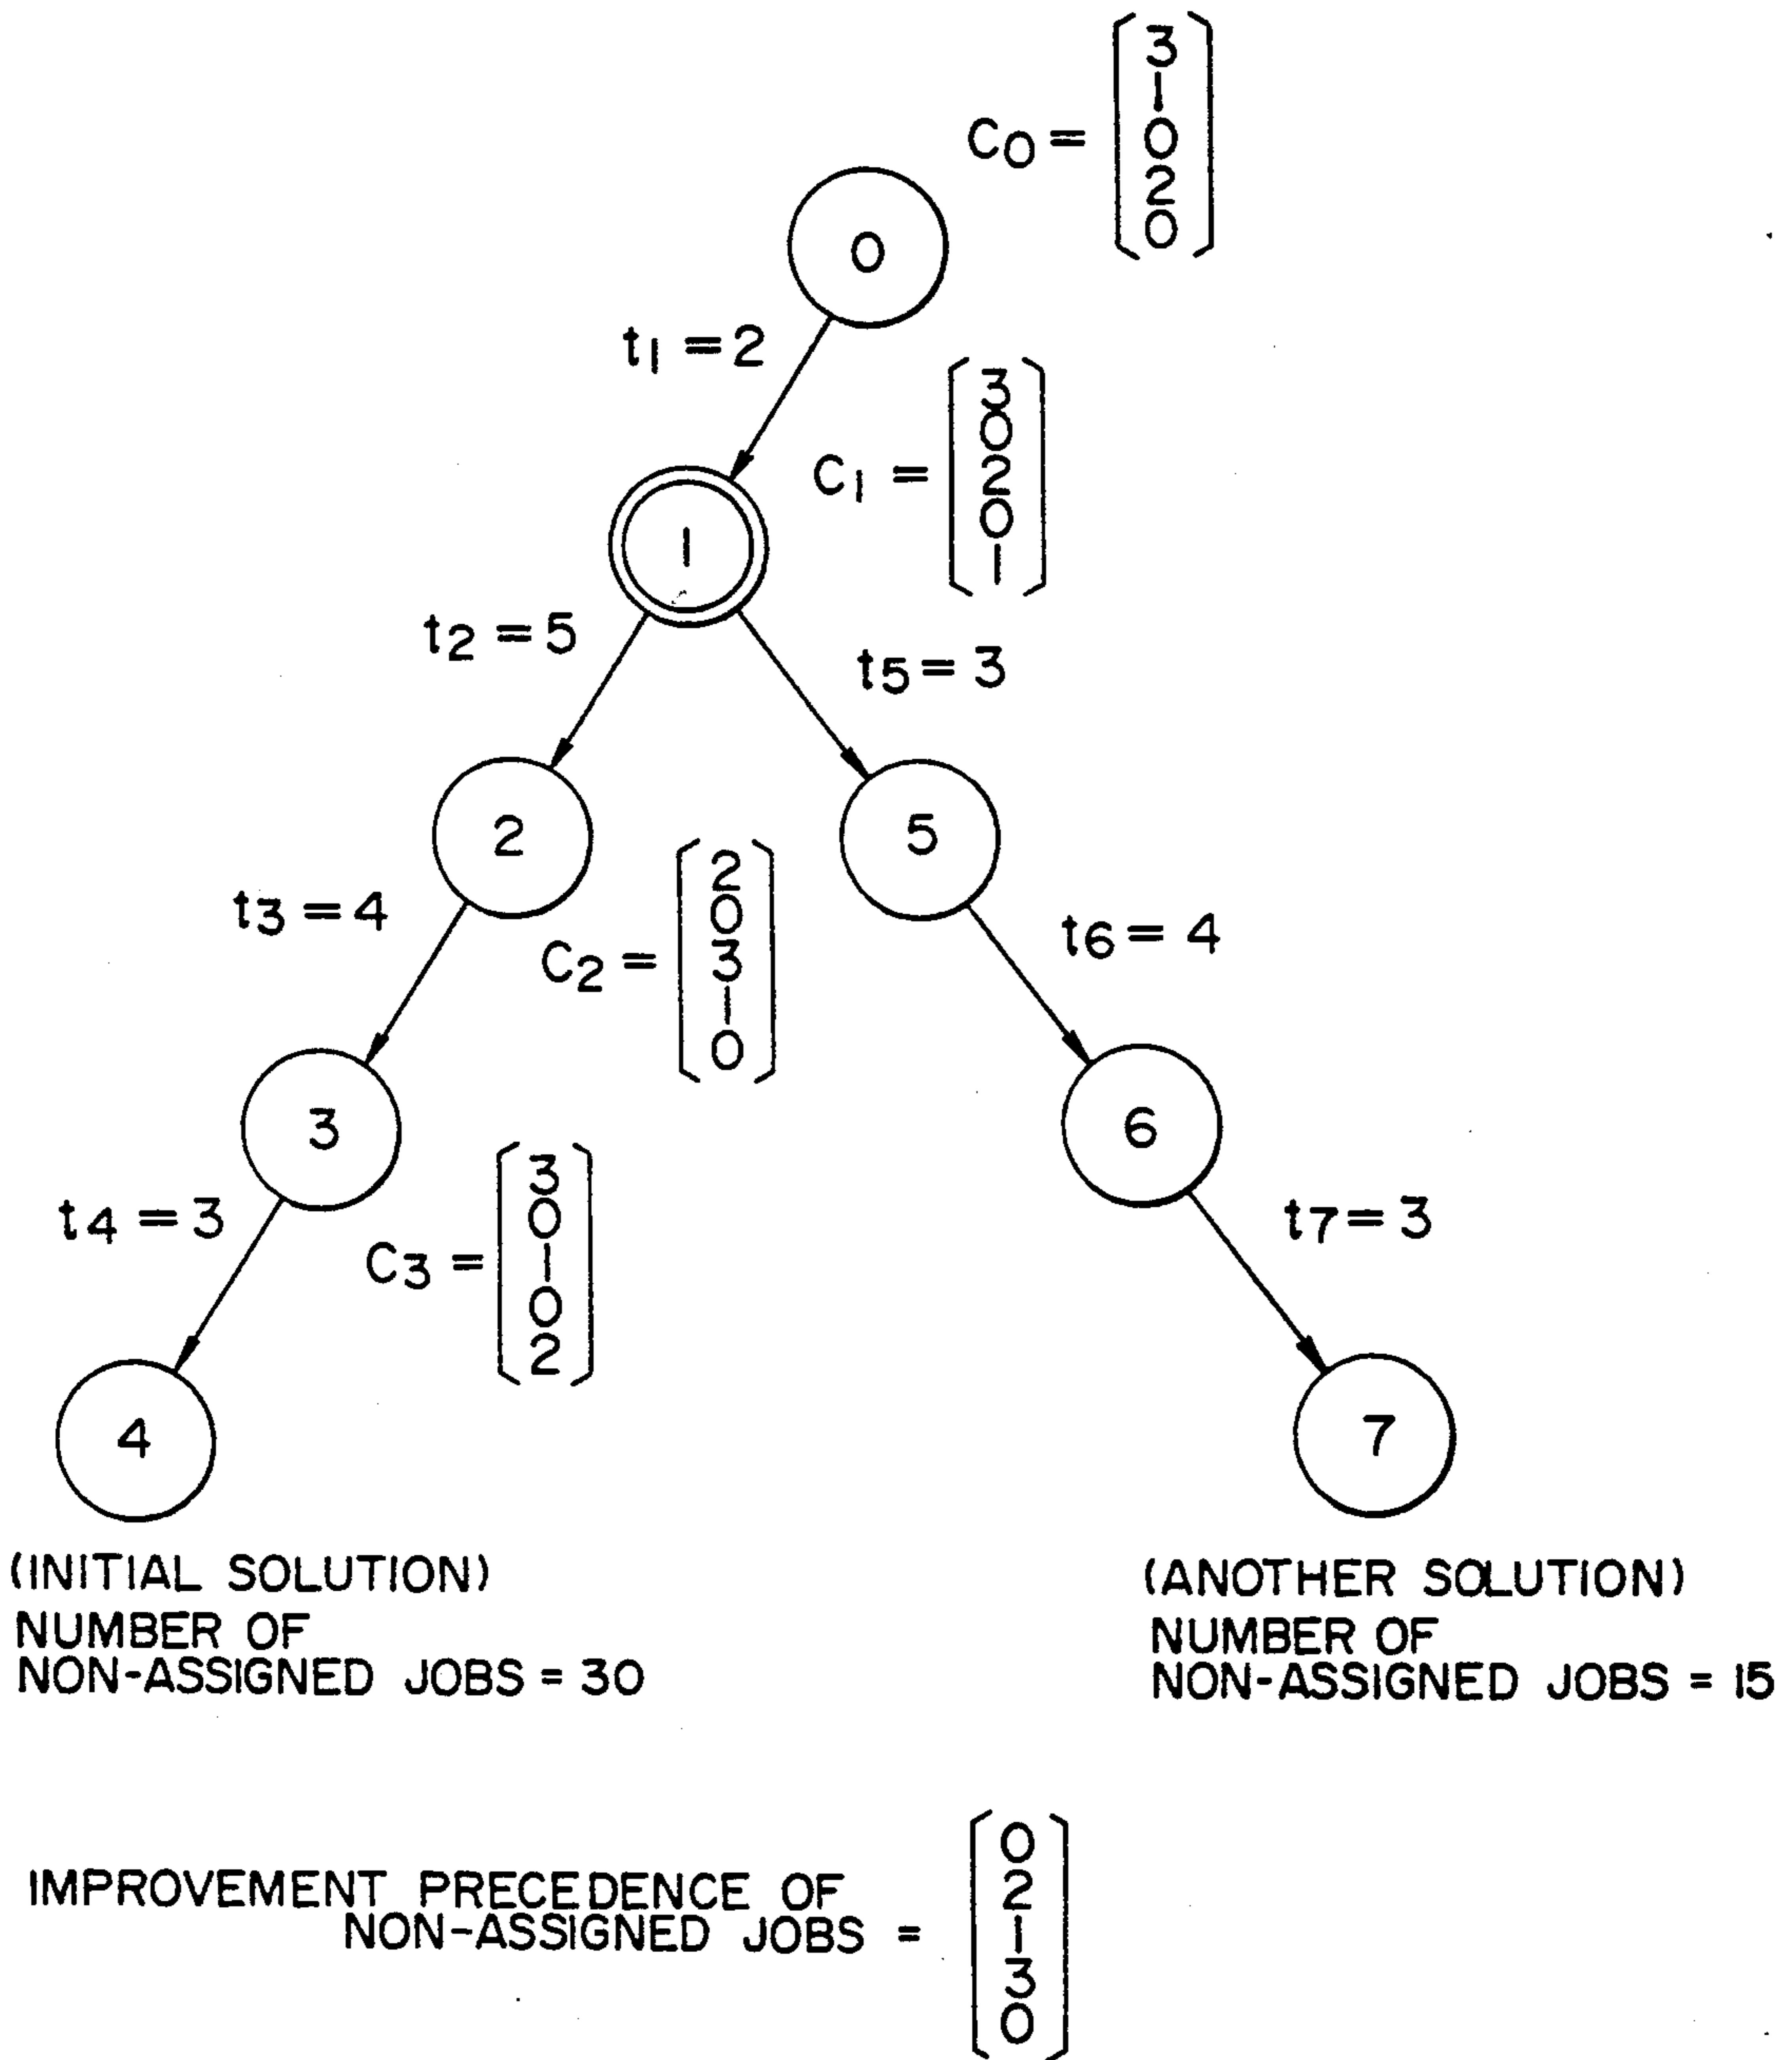 C0 =
3
1
0
2
0
0
t1 = 2
C1 =
3
0
2
0
1
1
t2 = 5
t5 = 3
2
5
t3 = 4
C2 =
2
0
3
1
0
t6 = 4
3
6
t4 = 3
C3 =
3
0
1
0
2
t7 = 3
4
7
(INITIAL SOLUTION)
NUMBER OF
NON-ASSIGNED JOBS = 30
(ANOTHER SOLUTION)
NUMBER OF
NON-ASSIGNED JOBS = 15
IMPROVEMENT PRECEDENCE OF
NON-ASSIGNED JOBS =
0
2
1
3
0